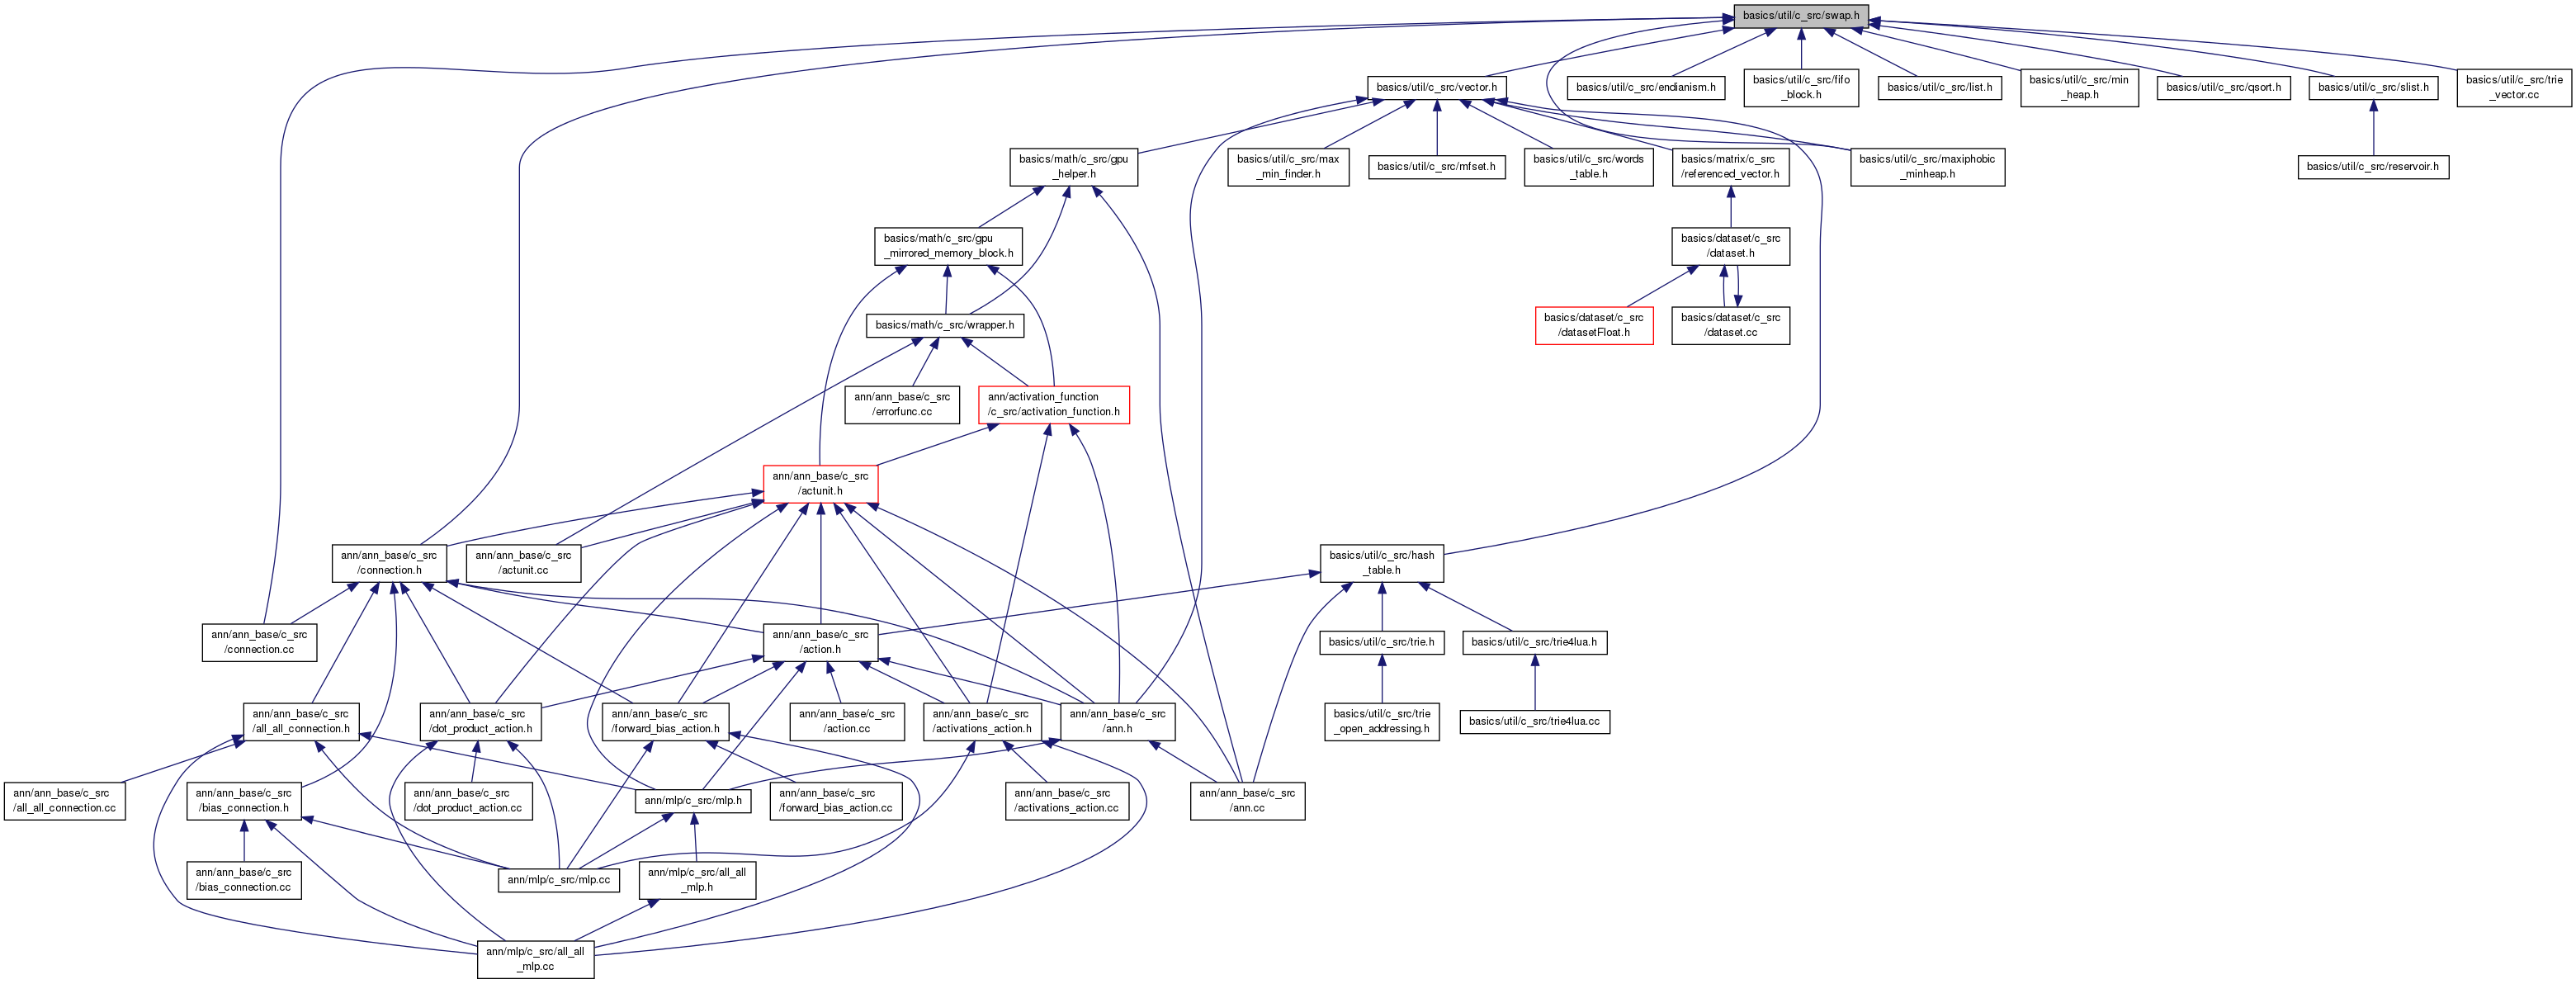 basics/util/c_src/swap.h
basics/util/c_src/vector.h
basics/util/c_src/endianism.h
basics/util/c_src/fifo
_block.h
basics/util/c_src/list.h
basics/util/c_src/min
_heap.h
basics/util/c_src/qsort.h
basics/util/c_src/slist.h
basics/util/c_src/trie
_vector.cc
basics/math/c_src/gpu
_helper.h
basics/util/c_src/max
_min_finder.h
basics/util/c_src/mfset.h
basics/util/c_src/words
_table.h
basics/matrix/c_src
/referenced_vector.h
basics/util/c_src/maxiphobic
_minheap.h
basics/util/c_src/reservoir.h
basics/math/c_src/gpu
_mirrored_memory_block.h
basics/dataset/c_src
/dataset.h
basics/math/c_src/wrapper.h
basics/dataset/c_src
/datasetFloat.h
basics/dataset/c_src
/dataset.cc
ann/ann_base/c_src
/errorfunc.cc
ann/activation_function
/c_src/activation_function.h
ann/ann_base/c_src
/actunit.h
ann/ann_base/c_src
/connection.h
ann/ann_base/c_src
/actunit.cc
basics/util/c_src/hash
_table.h
ann/ann_base/c_src
/connection.cc
ann/ann_base/c_src
/action.h
basics/util/c_src/trie.h
basics/util/c_src/trie4lua.h
ann/ann_base/c_src
/all_all_connection.h
ann/ann_base/c_src
/dot_product_action.h
ann/ann_base/c_src
/forward_bias_action.h
ann/ann_base/c_src
/action.cc
ann/ann_base/c_src
/activations_action.h
ann/ann_base/c_src
/ann.h
basics/util/c_src/trie
_open_addressing.h
basics/util/c_src/trie4lua.cc
ann/ann_base/c_src
/all_all_connection.cc
ann/ann_base/c_src
/bias_connection.h
ann/ann_base/c_src
/dot_product_action.cc
ann/mlp/c_src/mlp.h
ann/ann_base/c_src
/forward_bias_action.cc
ann/ann_base/c_src
/activations_action.cc
ann/ann_base/c_src
/ann.cc
ann/ann_base/c_src
/bias_connection.cc
ann/mlp/c_src/mlp.cc
ann/mlp/c_src/all_all
_mlp.h
ann/mlp/c_src/all_all
_mlp.cc